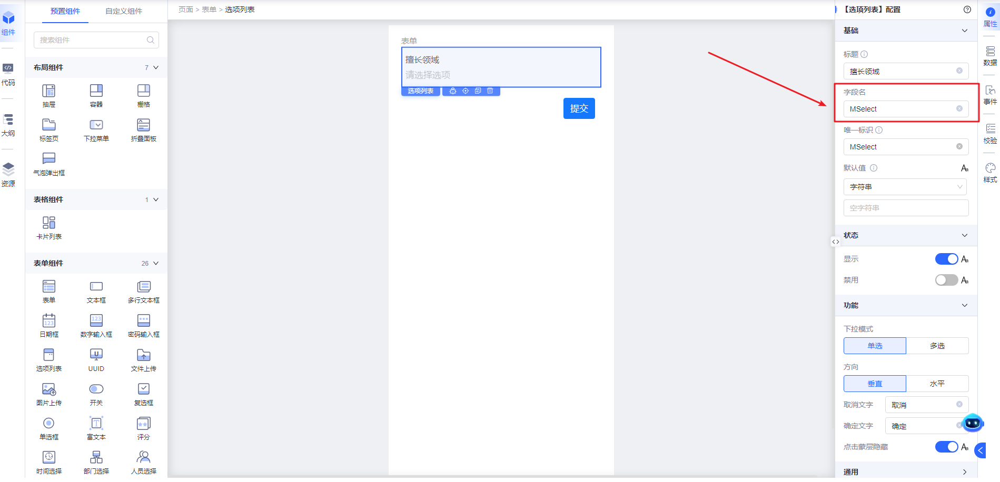 组件
代码
大纲
资源
预置组件
自定义组件
搜索组件
布局组件
7
抽屉
容器
栅格
标签页
下拉菜单
折叠面板
气泡弹出框
表格组件
1
卡片列表
表单组件
26
表单
文本框
多行文本框
123
日期框
123
数字输入框
密码输入框
选项列表
U
UUID
文件上传
图片上传
开关
复选框
单选框
T
富文本
评分
时间选择
部门选择
人员选择
页面 > 表单 > 选项列表
表单
擅长领域
请选择选项
选项列表
提交
【选项列表】配置
基础
标题
擅长领域
字段名
MSelect
唯一标识
MSelect
默认值
字符串
空字符串
状态
显示
禁用
功能
下拉模式
单选
多选
方向
垂直
水平
取消文字
取消
确定文字
确定
点击蒙层隐藏
通用
属性
数据
事件
校验
样式